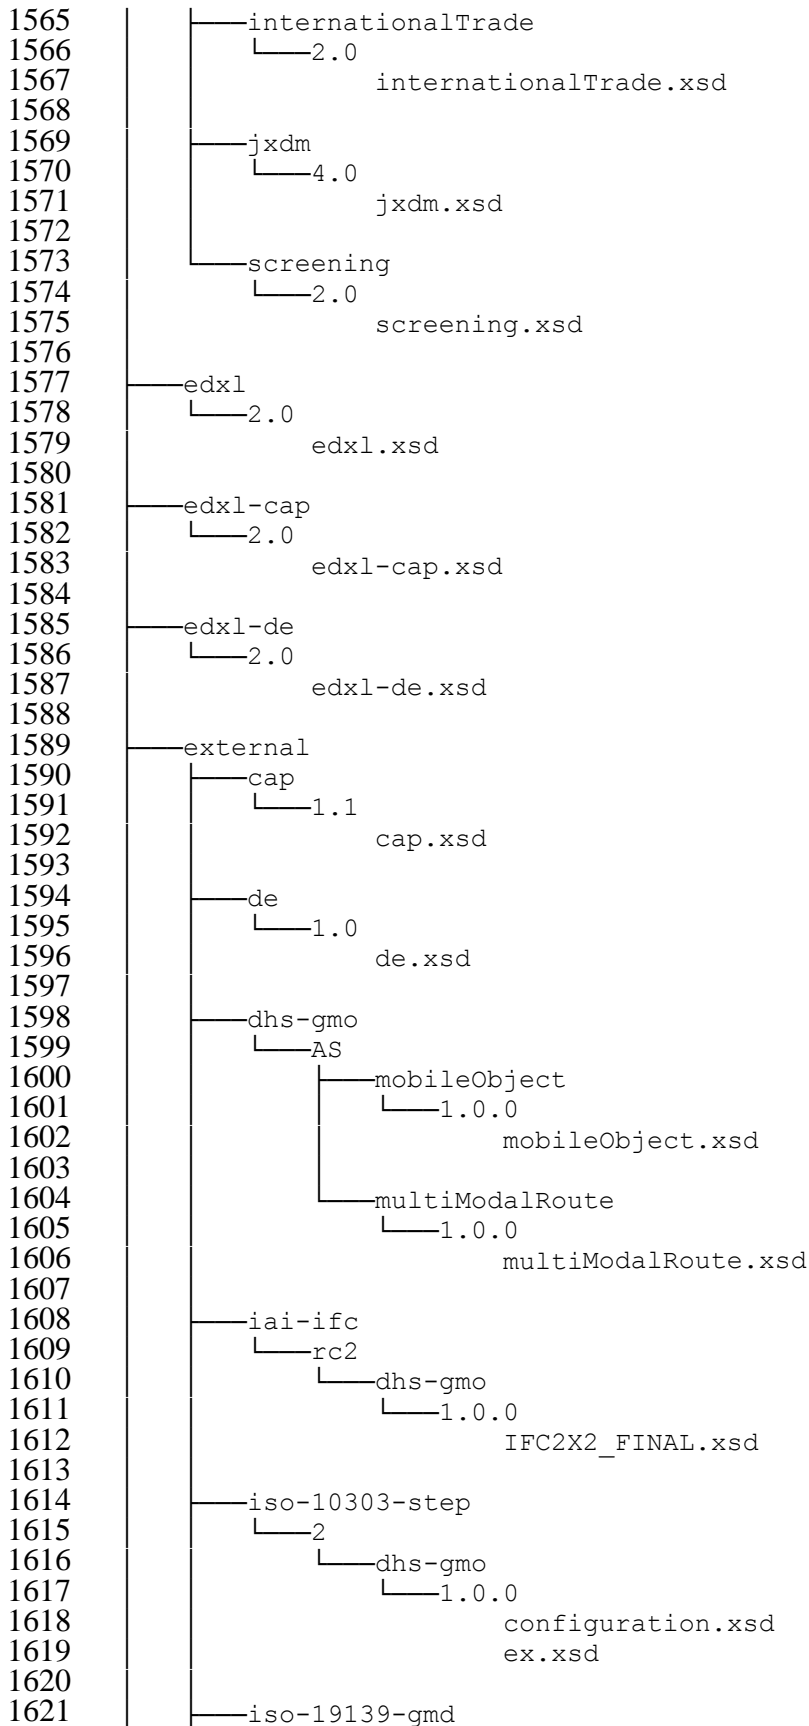 1565 │ ├───internationalTrade
1566 │ │ └───2.0
1567 │ │ internationalTrade.xsd
1568 │ │
1569 │ ├───jxdm
1570 │ │ └───4.0
1571 │ │ jxdm.xsd
1572 │ │
1573 │ └───screening
1574 │ └───2.0
1575 │ screening.xsd
1576 │
1577 ├───edxl
1578 │ └───2.0
1579 │ edxl.xsd
1580 │
1581 ├───edxl-cap
1582 │ └───2.0
1583 │ edxl-cap.xsd
1584 │
1585 ├───edxl-de
1586 │ └───2.0
1587 │ edxl-de.xsd
1588 │
1589 ├───external
1590 │ ├───cap
1591 │ │ └───1.1
1592 │ │ cap.xsd
1593 │ │
1594 │ ├───de
1595 │ │ └───1.0
1596 │ │ de.xsd
1597 │ │
1598 │ ├───dhs-gmo
1599 │ │ └───AS
1600 │ │ ├───mobileObject
1601 │ │ │ └───1.0.0
1602 │ │ │ mobileObject.xsd
1603 │ │ │
1604 │ │ └───multiModalRoute
1605 │ │ └───1.0.0
1606 │ │ multiModalRoute.xsd
1607 │ │
1608 │ ├───iai-ifc
1609 │ │ └───rc2
1610 │ │ └───dhs-gmo
1611 │ │ └───1.0.0
1612 │ │ IFC2X2_FINAL.xsd
1613 │ │
1614 │ ├───iso-10303-step
1615 │ │ └───2
1616 │ │ └───dhs-gmo
1617 │ │ └───1.0.0
1618 │ │ configuration.xsd
1619 │ │ ex.xsd
1620 │ │
1621 │ ├───iso-19139-gmd